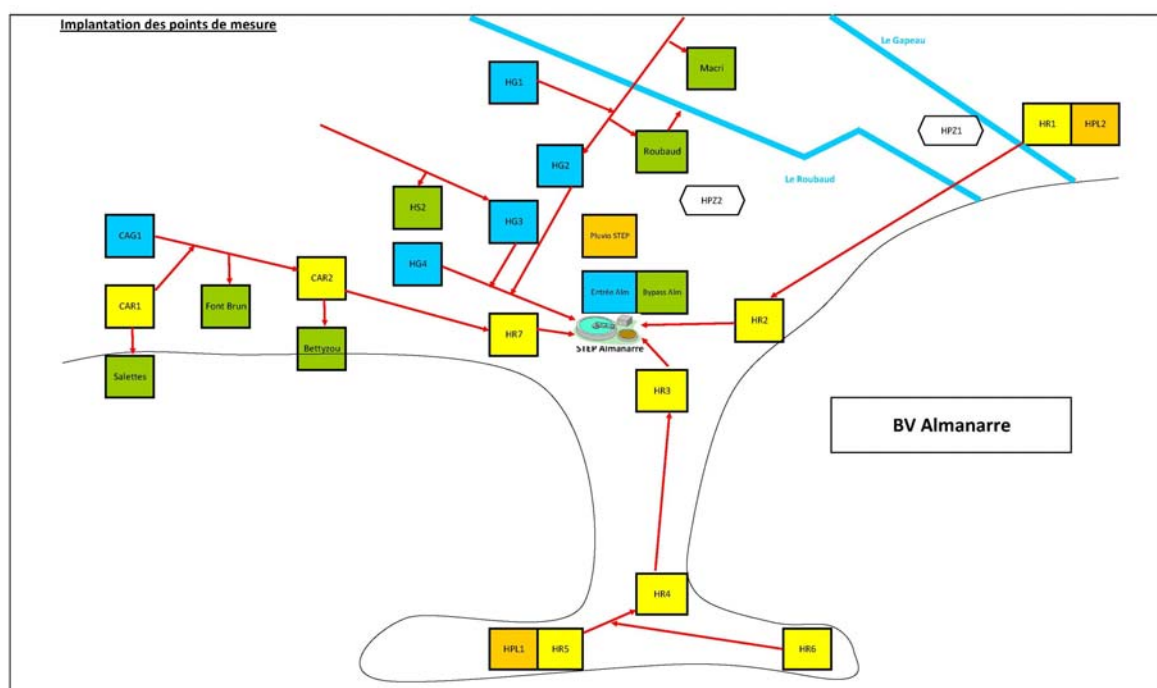 Implantation des points de mesure
Le Gapeau
Macri
HG1
HPZ1
HR1
HPL2
Roubaud
HG2
Le Roubaud
HPZ2
HS2
HG3
CAG1
Pluvio STEP
HG4
CAR2
Entrée Alm
Bypass Alm
CAR1
Font Brun
HR7
HR2
STEP Almanarre
Bettyzou
Salettes
HR3
BV Almanarre
HR4
HPL1
HR5
HR6